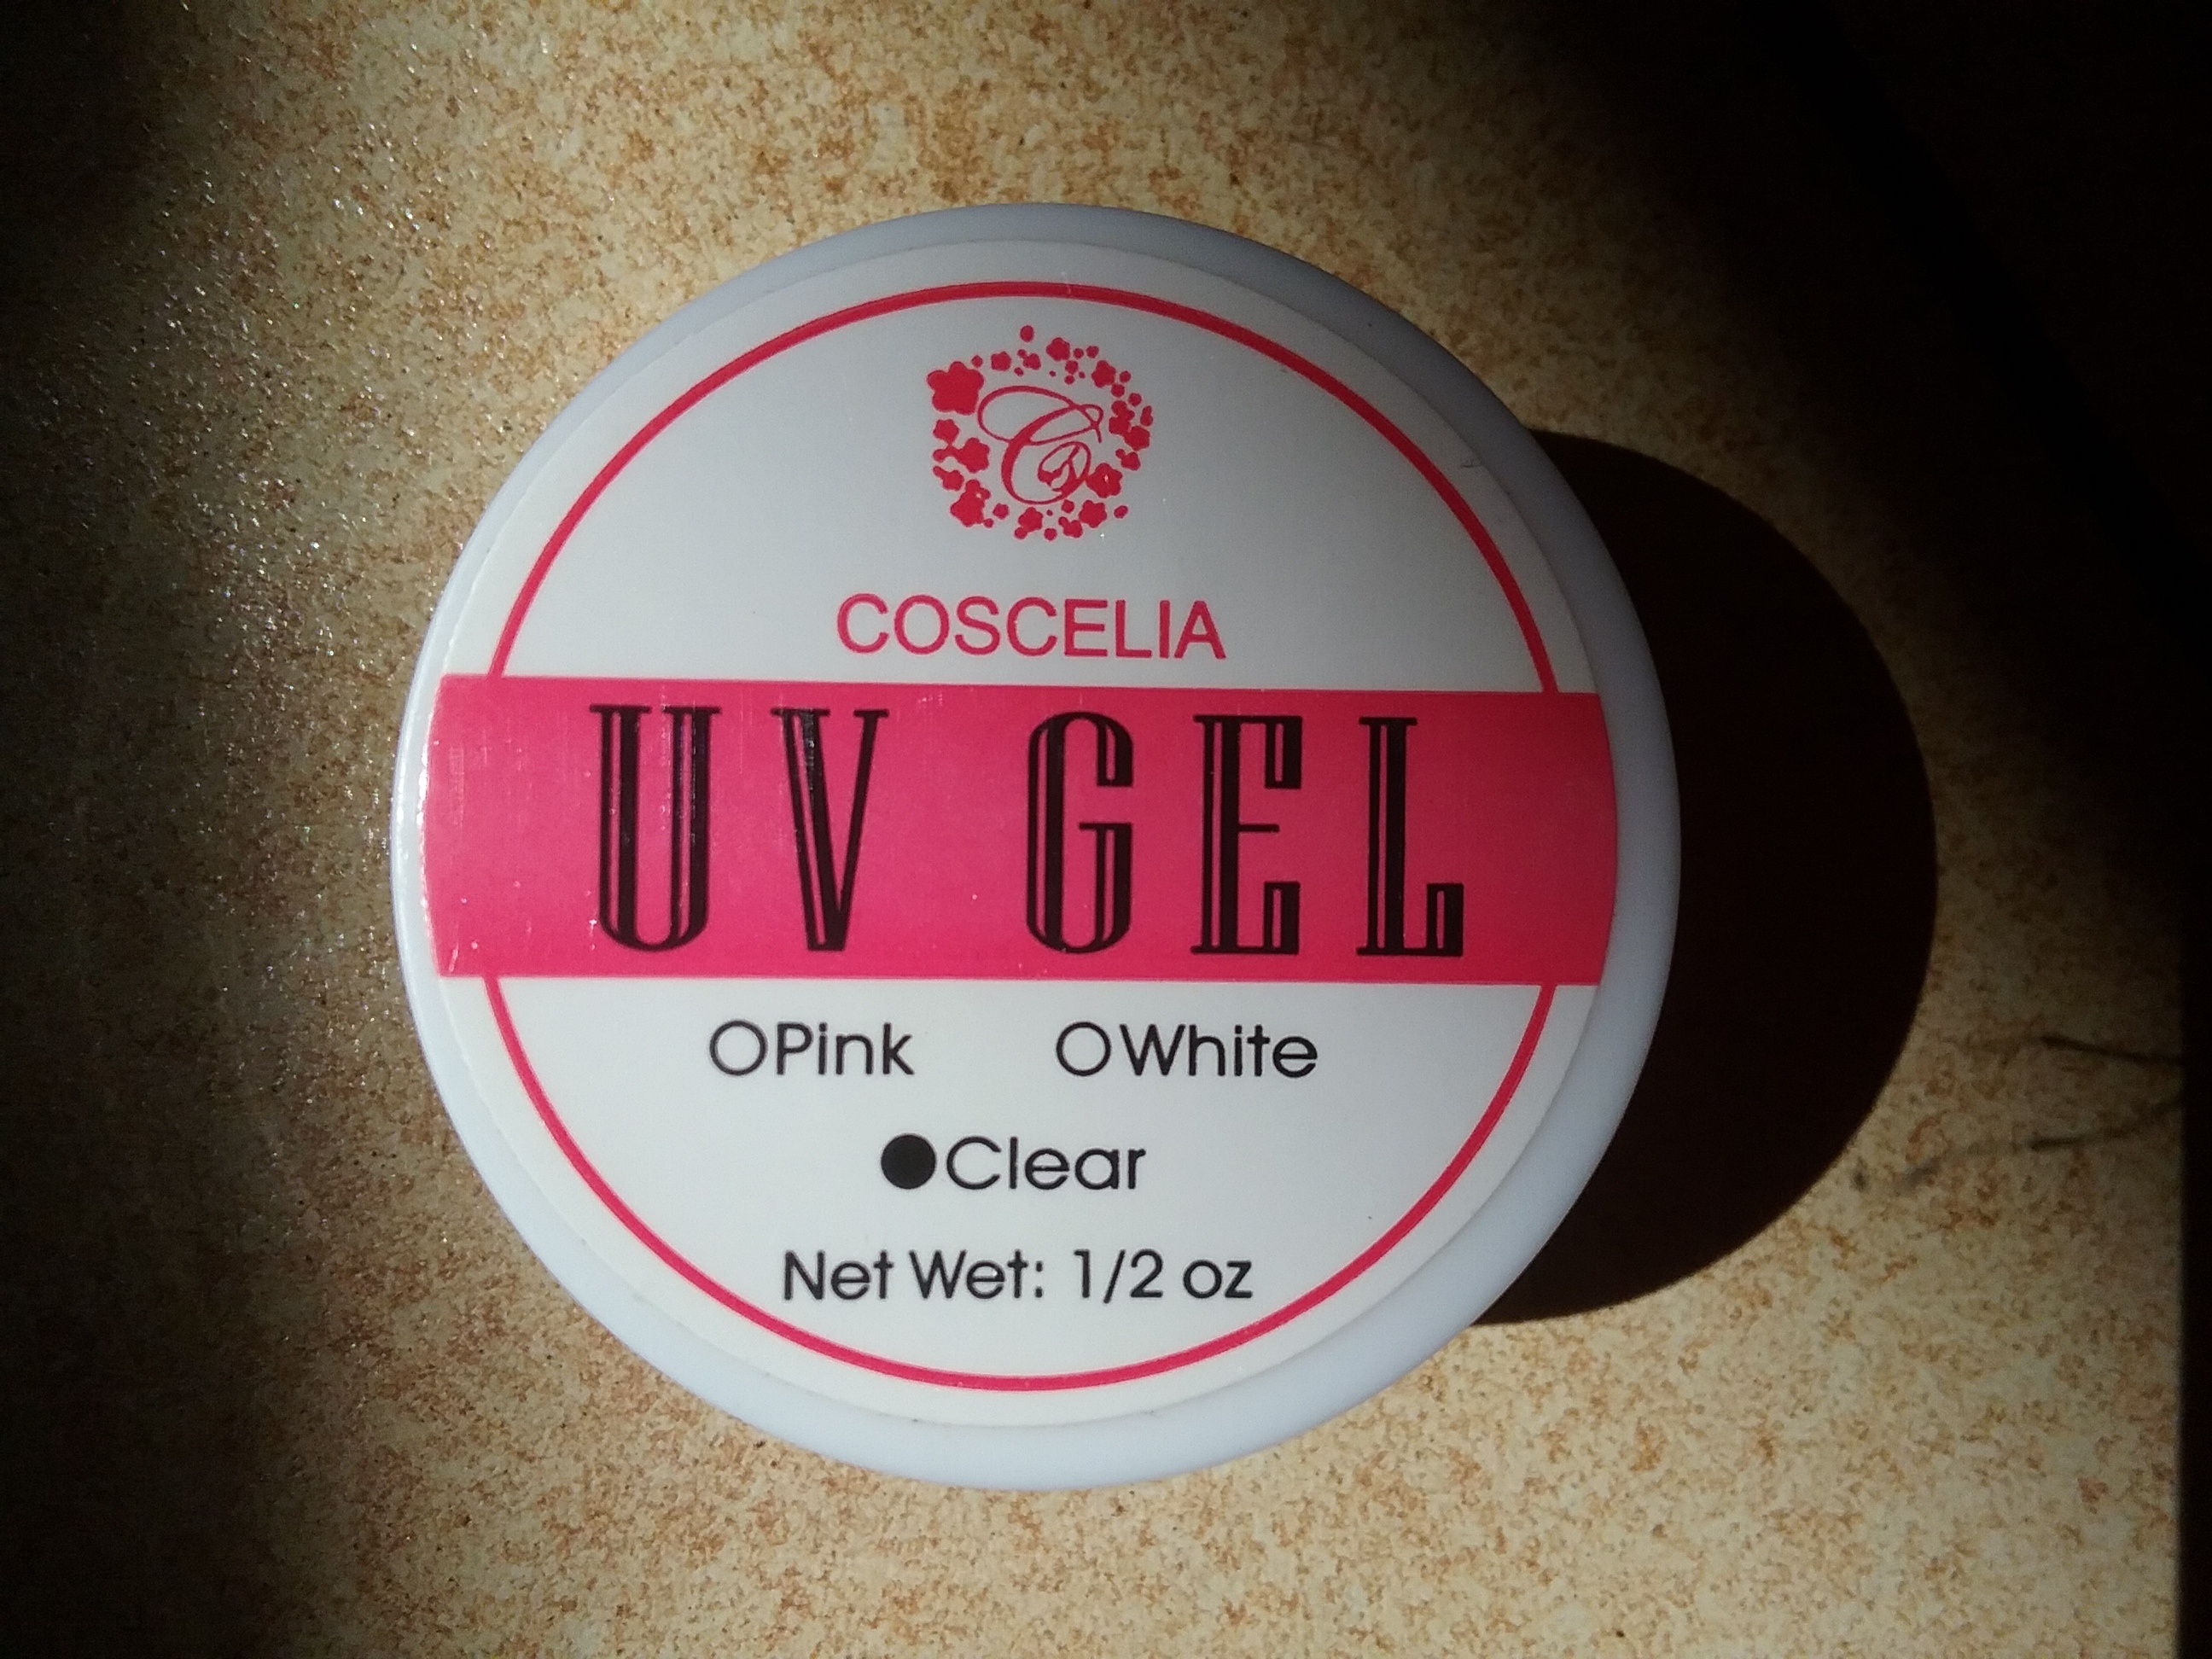 COSCELIA
UV GEL
OPink OWhite
●Clear
Net Wet: 1/2 oz